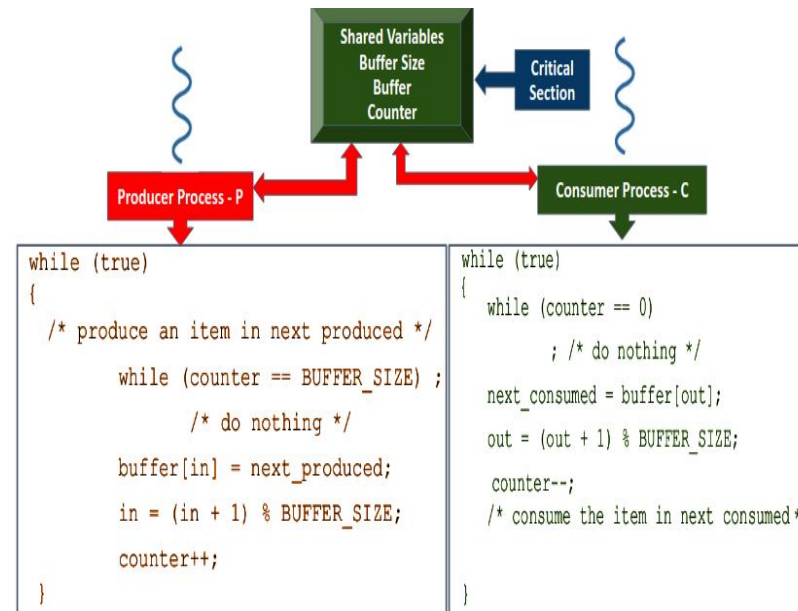 Shared Variables
Buffer Size
Buffer
Counter
Critical
Section
Producer Process - P
Consumer Process - C
while (true)
{
/* produce an item in next produced */
while (counter == BUFFER_SIZE) ;
/* do nothing */
buffer[in] = next_produced;
in = (in + 1) % BUFFER_SIZE;
counter++;
}
while (true)
{
while (counter == 0)
; /* do nothing */
next_consumed = buffer[out];
out = (out + 1) % BUFFER_SIZE;
counter--;
/* consume the item in next consumed *
}